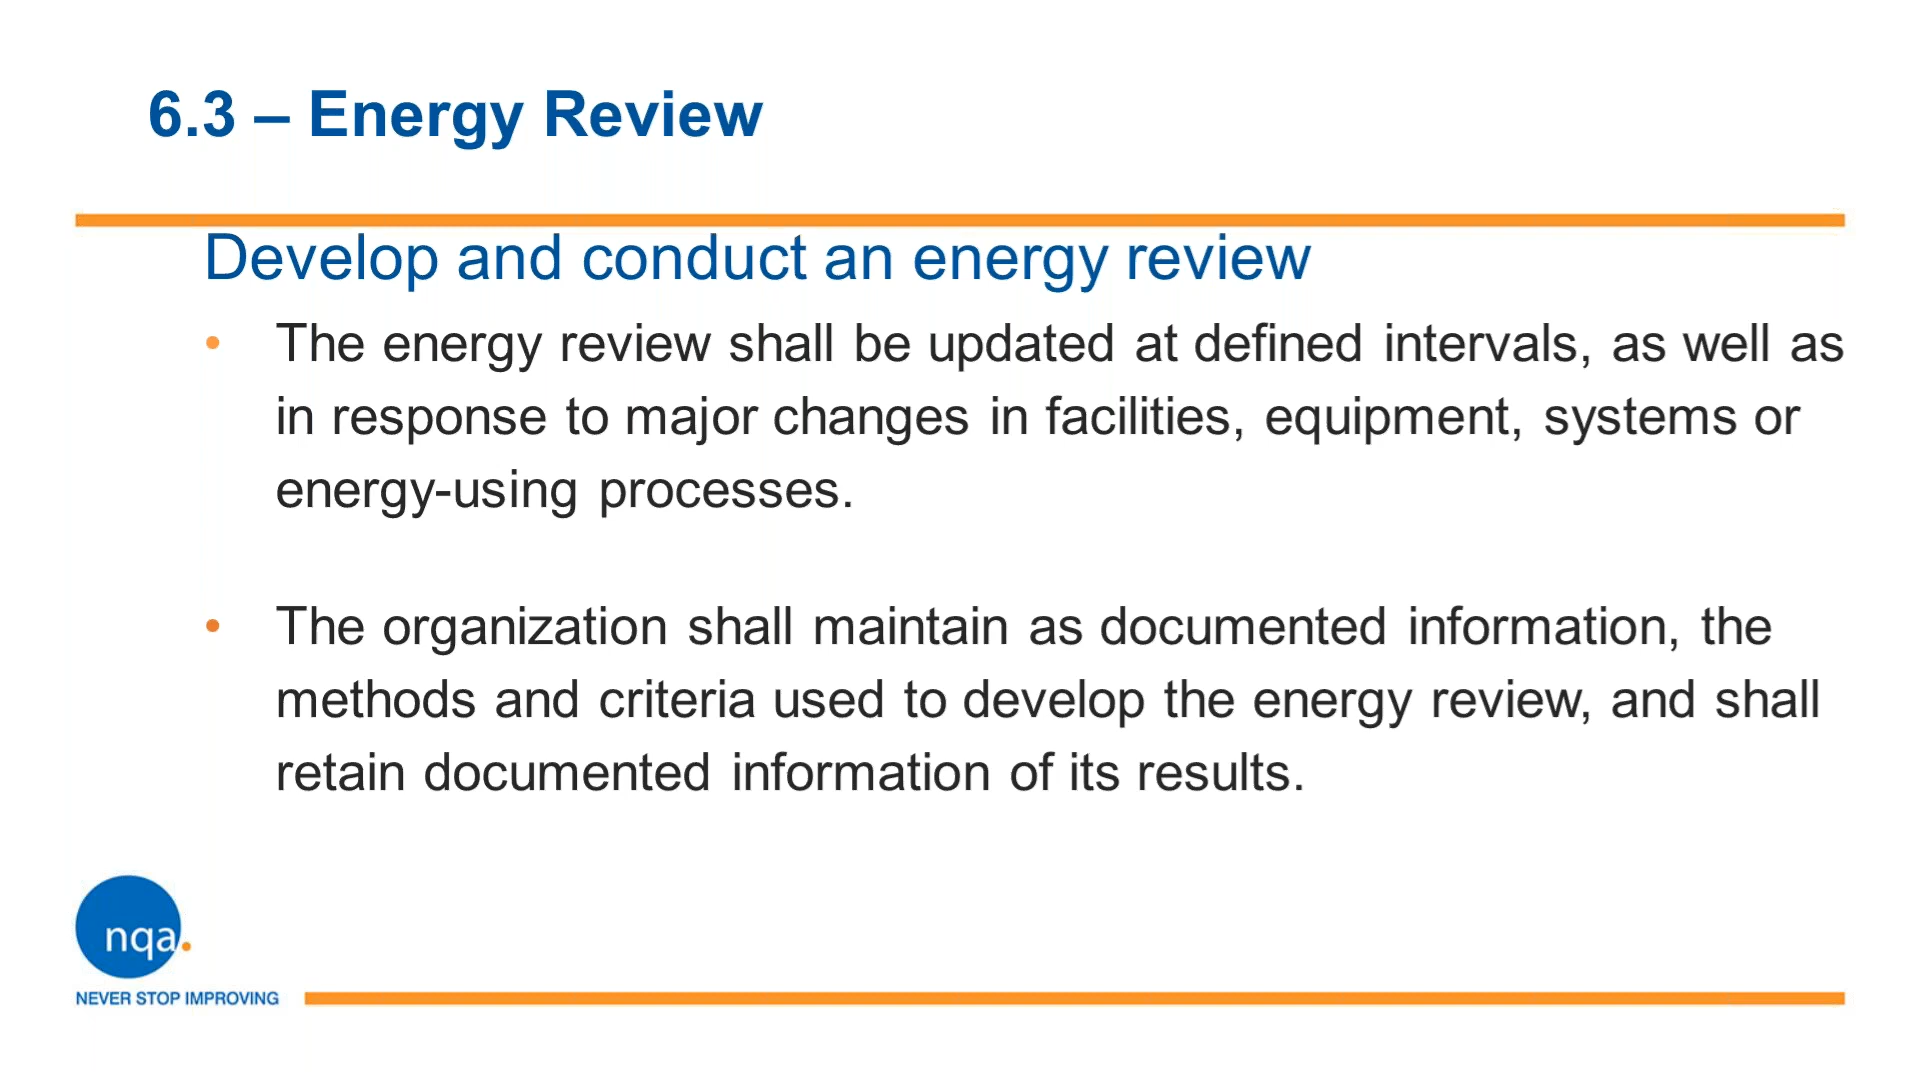 6.3 – Energy Review
Develop and conduct an energy review
• The energy review shall be updated at defined intervals, as well as
in response to major changes in facilities, equipment, systems or
energy-using processes.
• The organization shall maintain as documented information, the
methods and criteria used to develop the energy review, and shall
retain documented information of its results.
nqa.
NEVER STOP IMPROVING